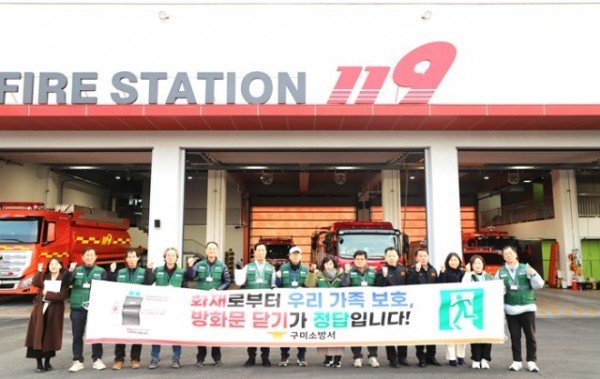 FIRE STATION 119
119
화재로부터 우리 가족 보호,
방화문 닫기가 정답입니다!
구미소방서